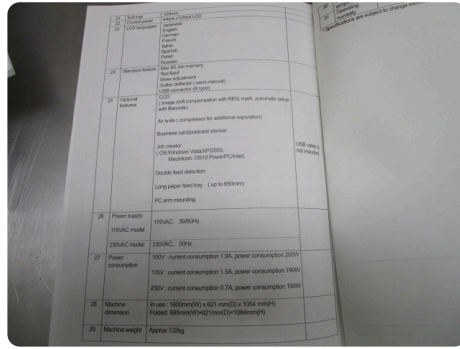 21 Exit tray
22 Control panel
23 LCD languages Japanese
English
German
French
Italian
Spanish
Polish
Russian
24 Standard feature Max 80 Job memory
Test feed
Skew adjustment
Gutter deflector ( semi manual)
USB connector (B type)
25 Optional features CCD
( Image shift compensation with REG. mark, automatic setup
with Barcode)
Air knife ( compressor for additional separation)
Business card/postcard stacker
Job creator
( OS:Windows Vista/XP/2000,
Macintosh OS10 PowerPC/Intel)
USB cable is
not included
Double feed detection
Long paper feed tray ( up to 650mm)
PC arm mounting
26 Power supply
115VAC model 115VAC, 50/60Hz
230VAC model 230VAC, 50Hz
27 Power consumption 100V : current consumption 1.9A, power consumption 200W
115V : current consumption 1.5A, power consumption 190W
230V : current consumption 0.7A, power consumption
28 Machine dimension In use : 1600mm(W) x 621 mm(D) x 1084 mm(H)
Folded: 995mm(W)×621mm(D)×1084mm(H)
29 Machine weight Approx 132kg
Operating
humidity
Specifications are subject to change